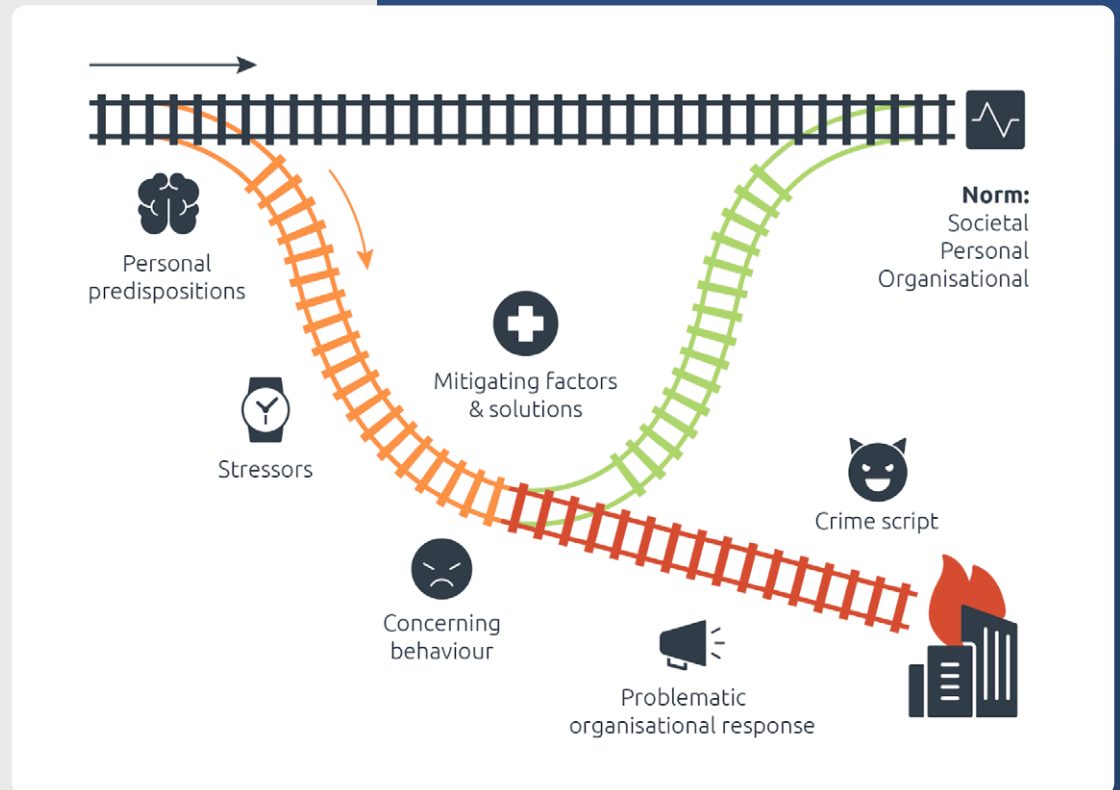 Norm:
Societal
Personal
Organisational
Personal
predispositions
Mitigating factors
& solutions
Stressors
Crime script
Concerning
behaviour
Problematic
organisational response